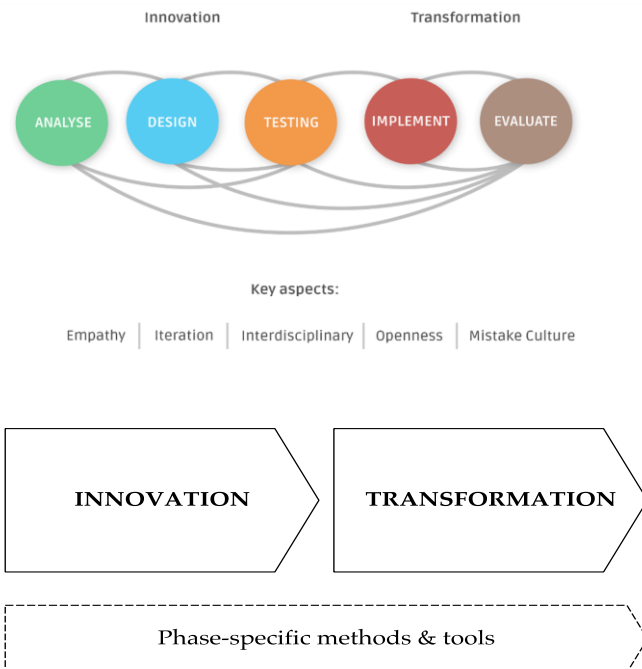 Innovation Transformation
ANALYSE DESIGN TESTING IMPLEMENT EVALUATE
Key aspects:
Empathy Iteration Interdisciplinary Openness Mistake Culture
INNOVATION TRANSFORMATION
Phase-specific methods & tools